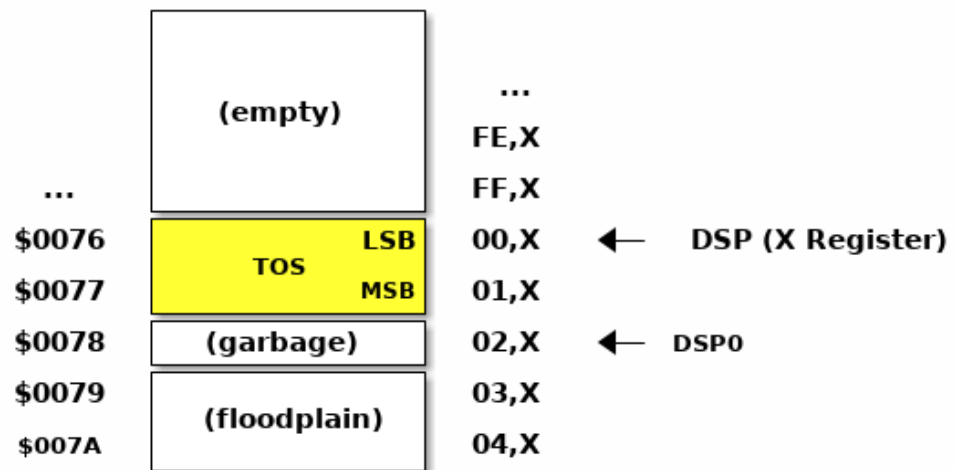 ...
(empty)
FE,X
... FF,X
$0076 LSB 00,X DSP (X Register)
TOS
$0077 MSB 01,X
$0078 (garbage) 02,X DSP0
$0079 03,X
(floodplain)
$007A 04,X